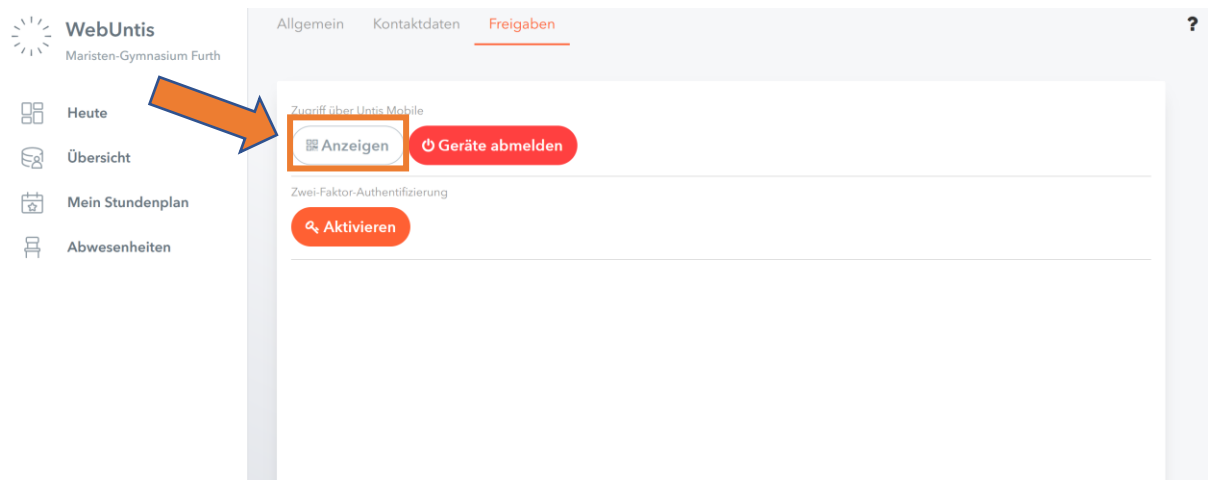 WebUntis
Maristen-Gymnasium Furth
Heute
Übersicht
Mein Stundenplan
Abwesenheiten
Allgemein Kontaktdaten Freigaben
?
Zugriff über Untis Mobile
Anzeigen Geräte abmelden
Zwei-Faktor-Authentifizierung
Aktivieren